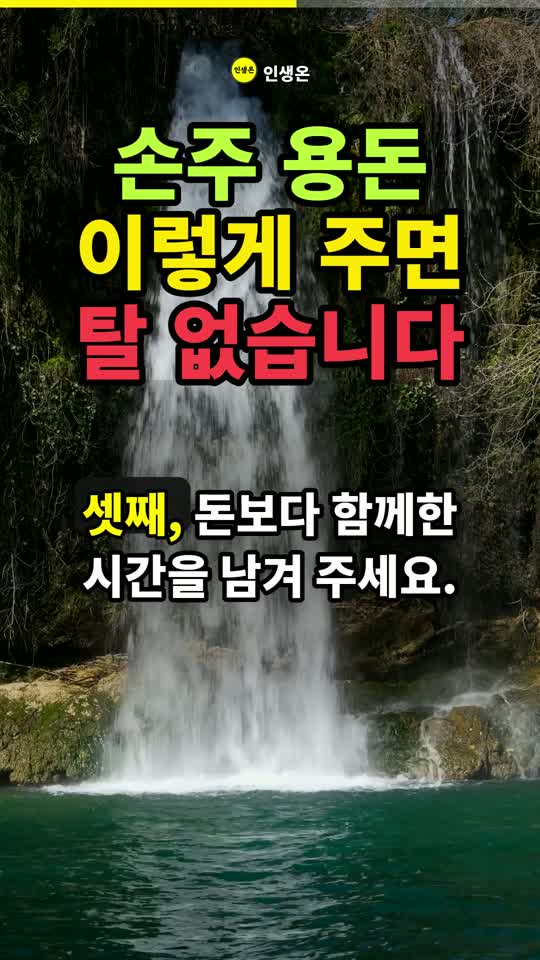 인생온 인생온
손주 용돈
이렇게 주면
탈 없습니다
셋째, 돈보다 함께한
시간을 남겨 주세요.